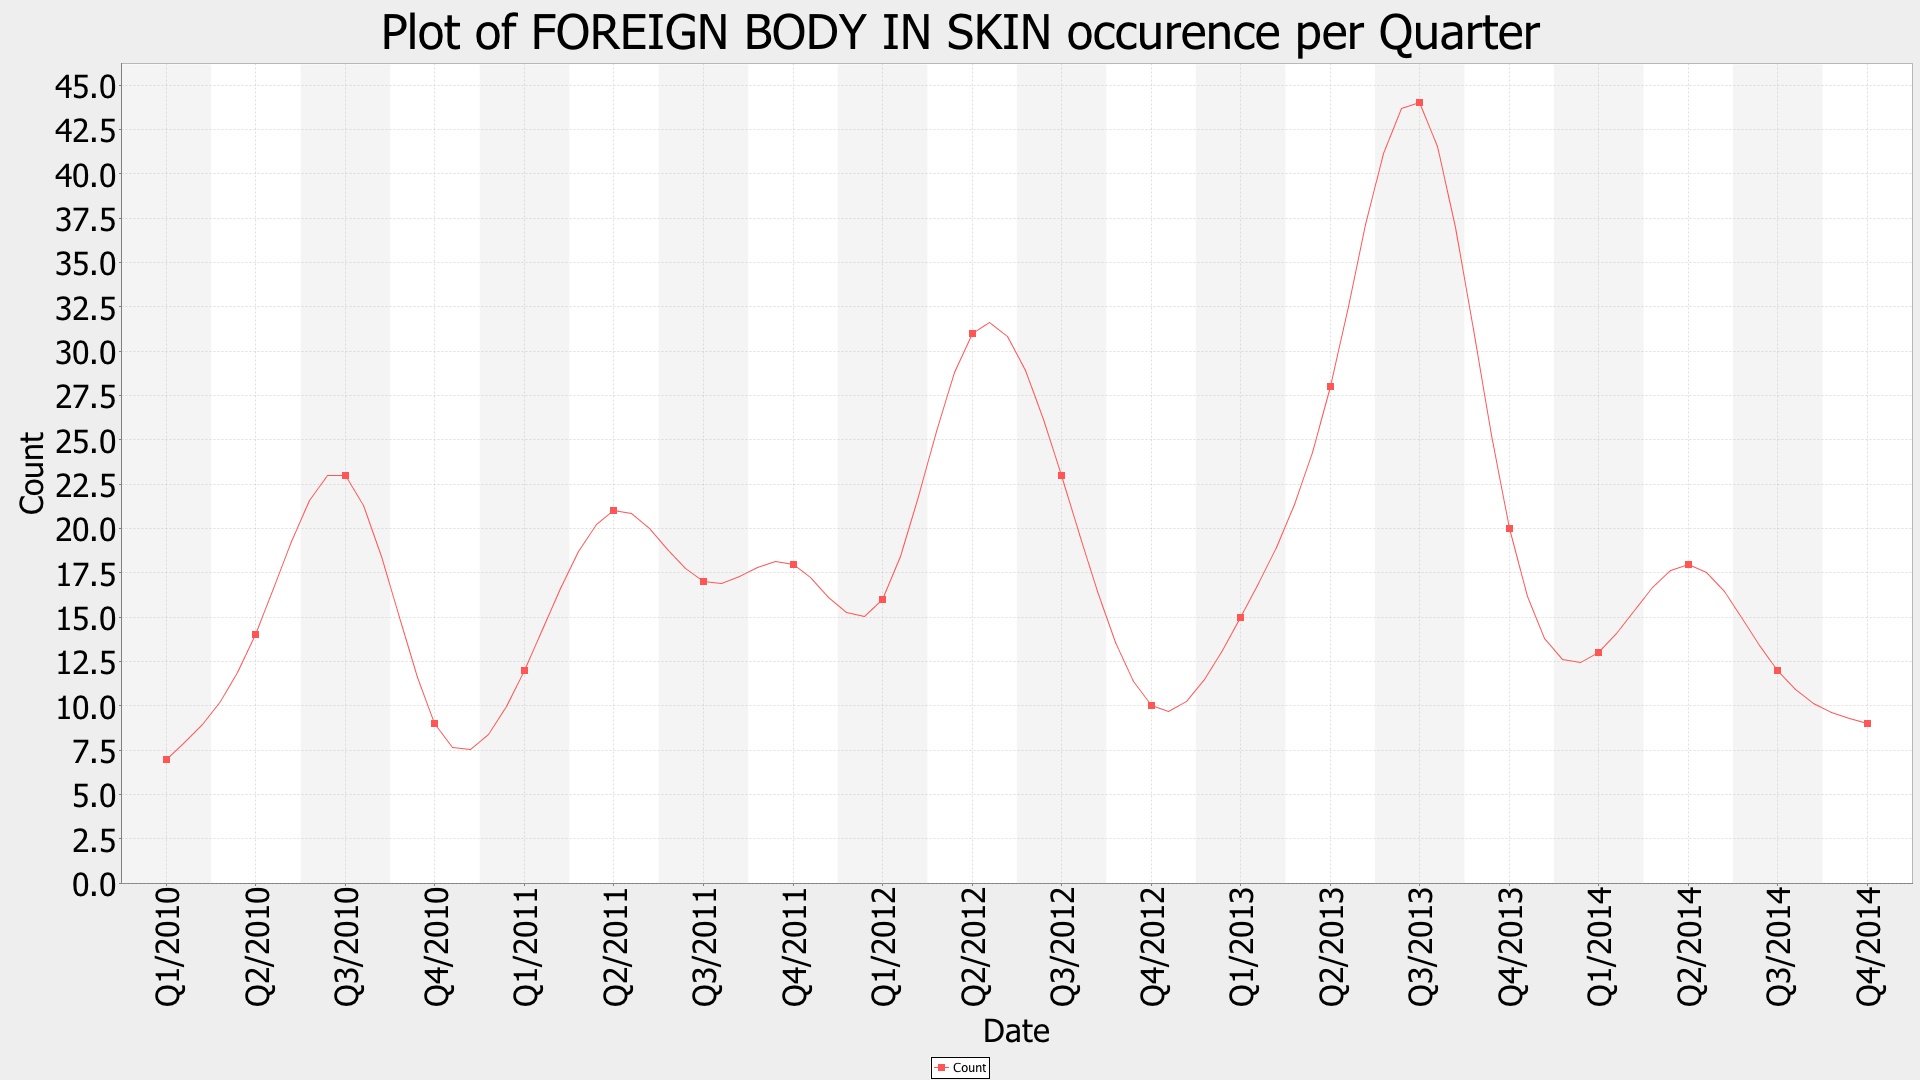 Plot of FOREIGN BODY IN SKIN occurence per Quarter
45.0
42.5
40.0
37.5
35.0
32.5
30.0
27.5
25.0
22.5
20.0
17.5
15.0
12.5
10.0
7.5
5.0
2.5
0.0
Count
Q1/2010
Q2/2010
Q3/2010
Q4/2010
Q1/2011
Q2/2011
Q3/2011
Q4/2011
Q1/2012
Q2/2012
Q3/2012
Q4/2012
Q1/2013
Q2/2013
Q3/2013
Q4/2013
Q1/2014
Q2/2014
Q3/2014
Q4/2014
Date
Count